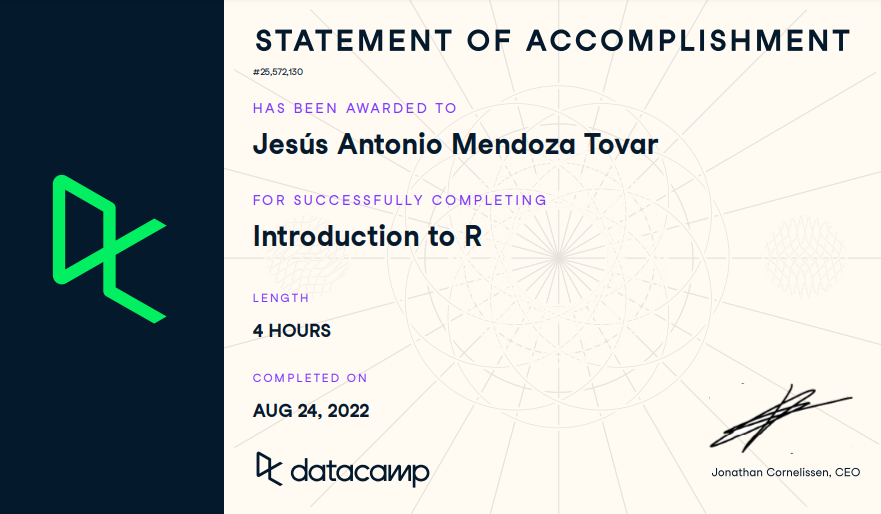 STATEMENT OF ACCOMPLISHMENT
#25,572,130
HAS BEEN AWARDED TO
Jesús Antonio Mendoza Tovar
FOR SUCCESSFULLY COMPLETING
Introduction to R
LENGTH
4 HOURS
COMPLETED ON
AUG 24, 2022
datacamp
Jonathan Cornelissen, CEO